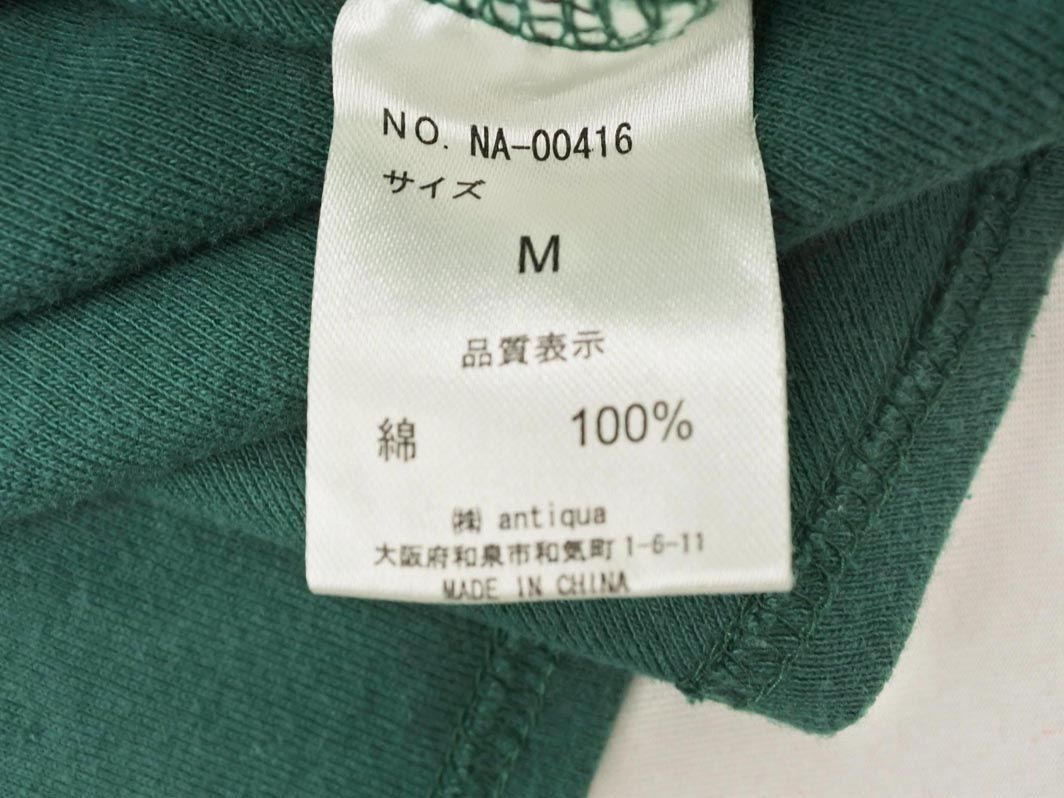 NO. NA-00416
サイズ
M
品質表示
綿 100%
㈱ antiqua
大阪府和泉市和気町1-6-11
MADE IN CHINA